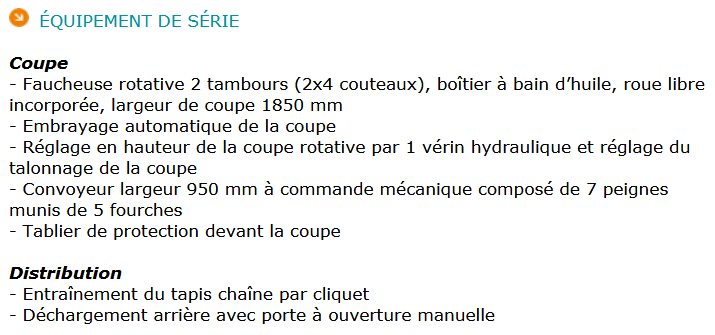 ÉQUIPEMENT DE SÉRIE
Coupe
- Faucheuse rotative 2 tambours (2x4 couteaux), boîtier à bain d’huile, roue libre
incorporée, largeur de coupe 1850 mm
- Embrayage automatique de la coupe
- Réglage en hauteur de la coupe rotative par 1 vérin hydraulique et réglage du
talonnage de la coupe
- Convoyeur largeur 950 mm à commande mécanique composé de 7 peignes
munis de 5 fourches
- Tablier de protection devant la coupe
Distribution
- Entraînement du tapis chaîne par cliquet
- Déchargement arrière avec porte à ouverture manuelle